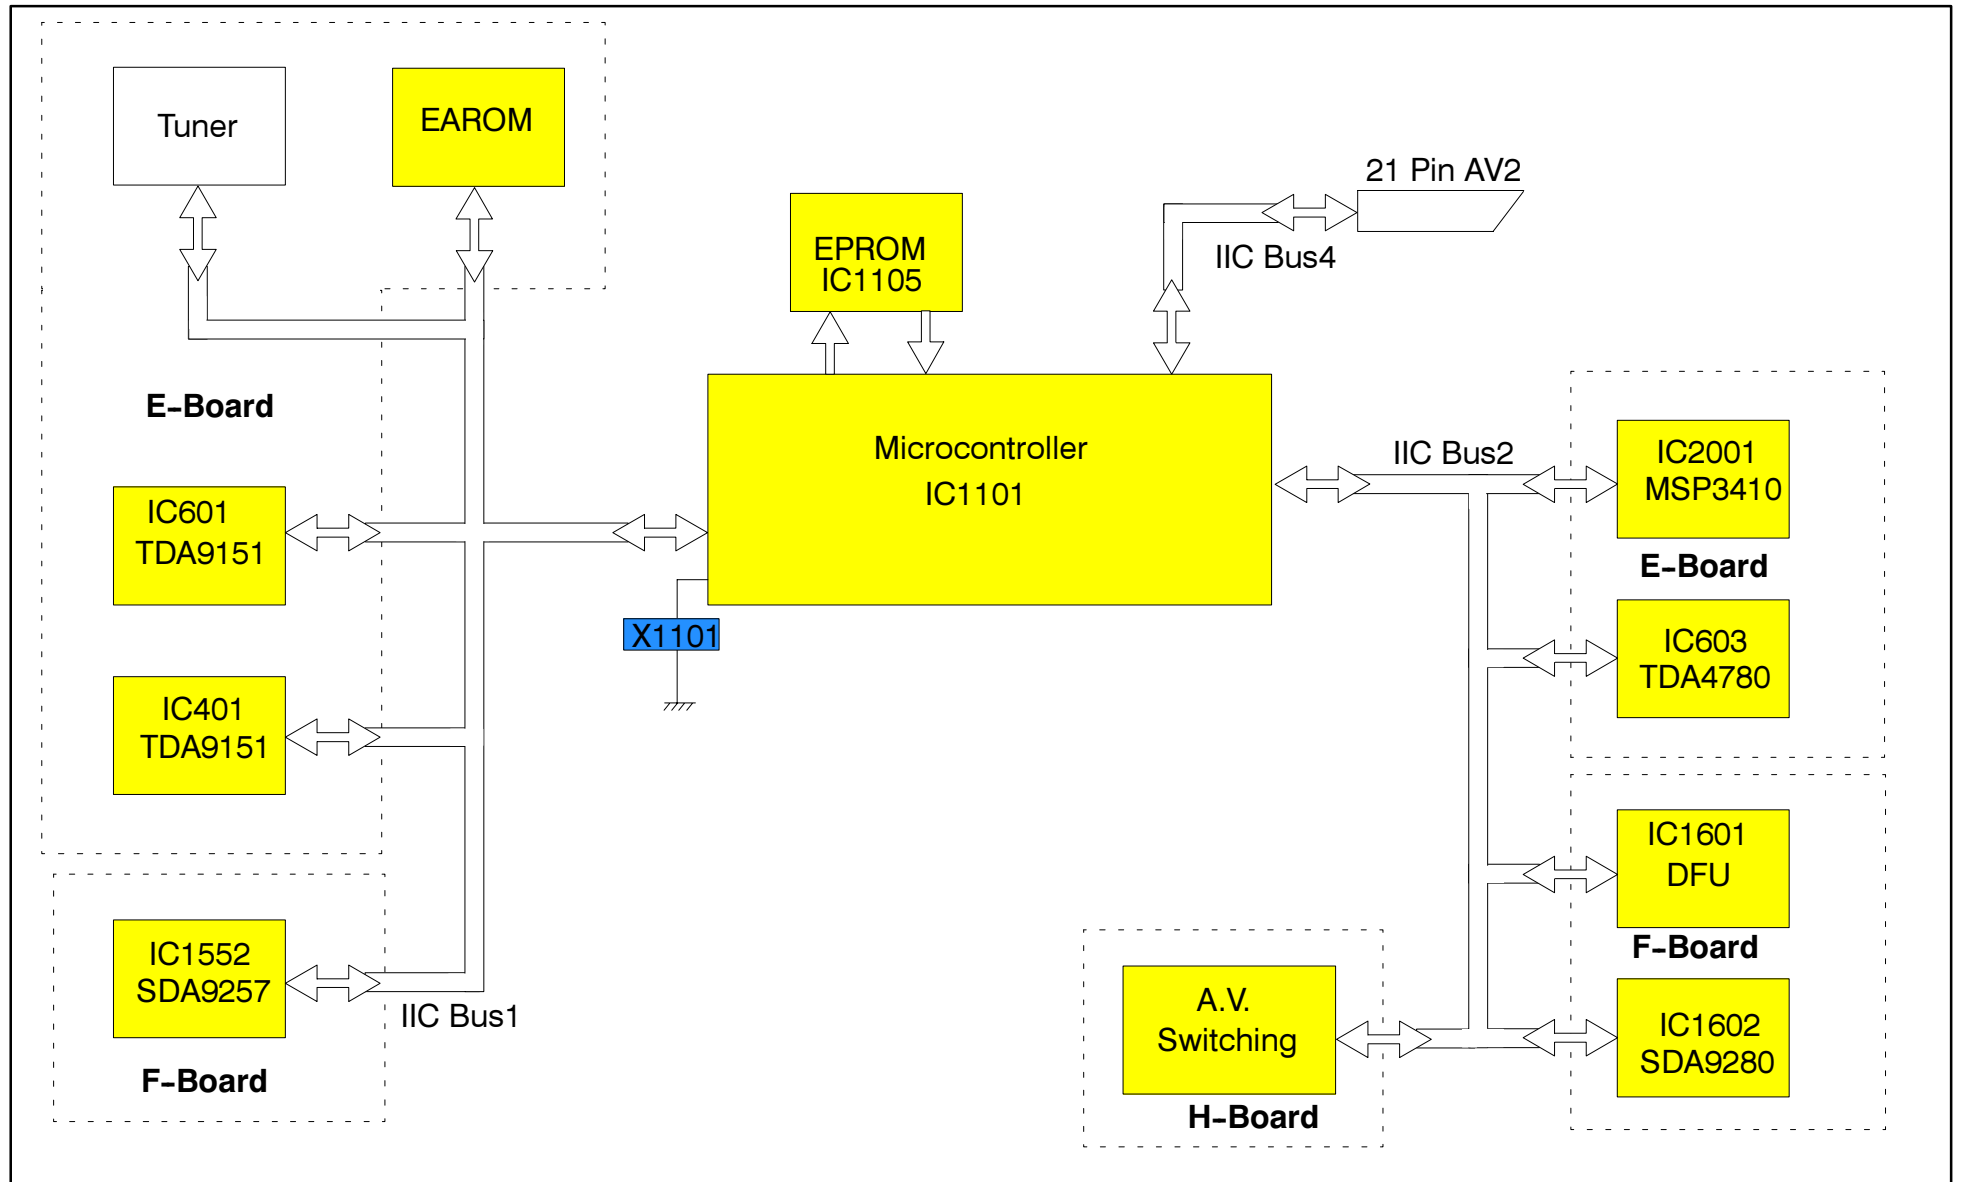 Tuner
EAROM
21 Pin AV2
EPROM
IC1105
IIC Bus4
E-Board
Microcontroller
IC1101
IIC Bus2
IC2001
MSP3410
IC601
TDA9151
E-Board
X1101
IC603
TDA4780
IC401
TDA9151
IC1601
DFU
F-Board
IC1552
SDA9257
IIC Bus1
A.V.
Switching
IC1602
SDA9280
F-Board
H-Board